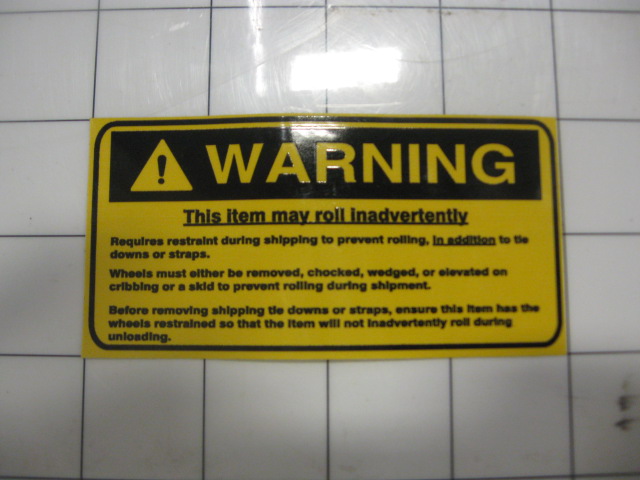 WARNING
This item may roll inadvertently
Requires restraint during shipping to prevent rolling, in addition to tie
downs or straps.
Wheels must either be removed, chocked, wedged, or elevated on
cribbing or a skid to prevent rolling during shipment.
Before removing shipping tie downs or straps, ensure this item has the
wheels restrained so that the item will not inadvertently roll during
unloading.